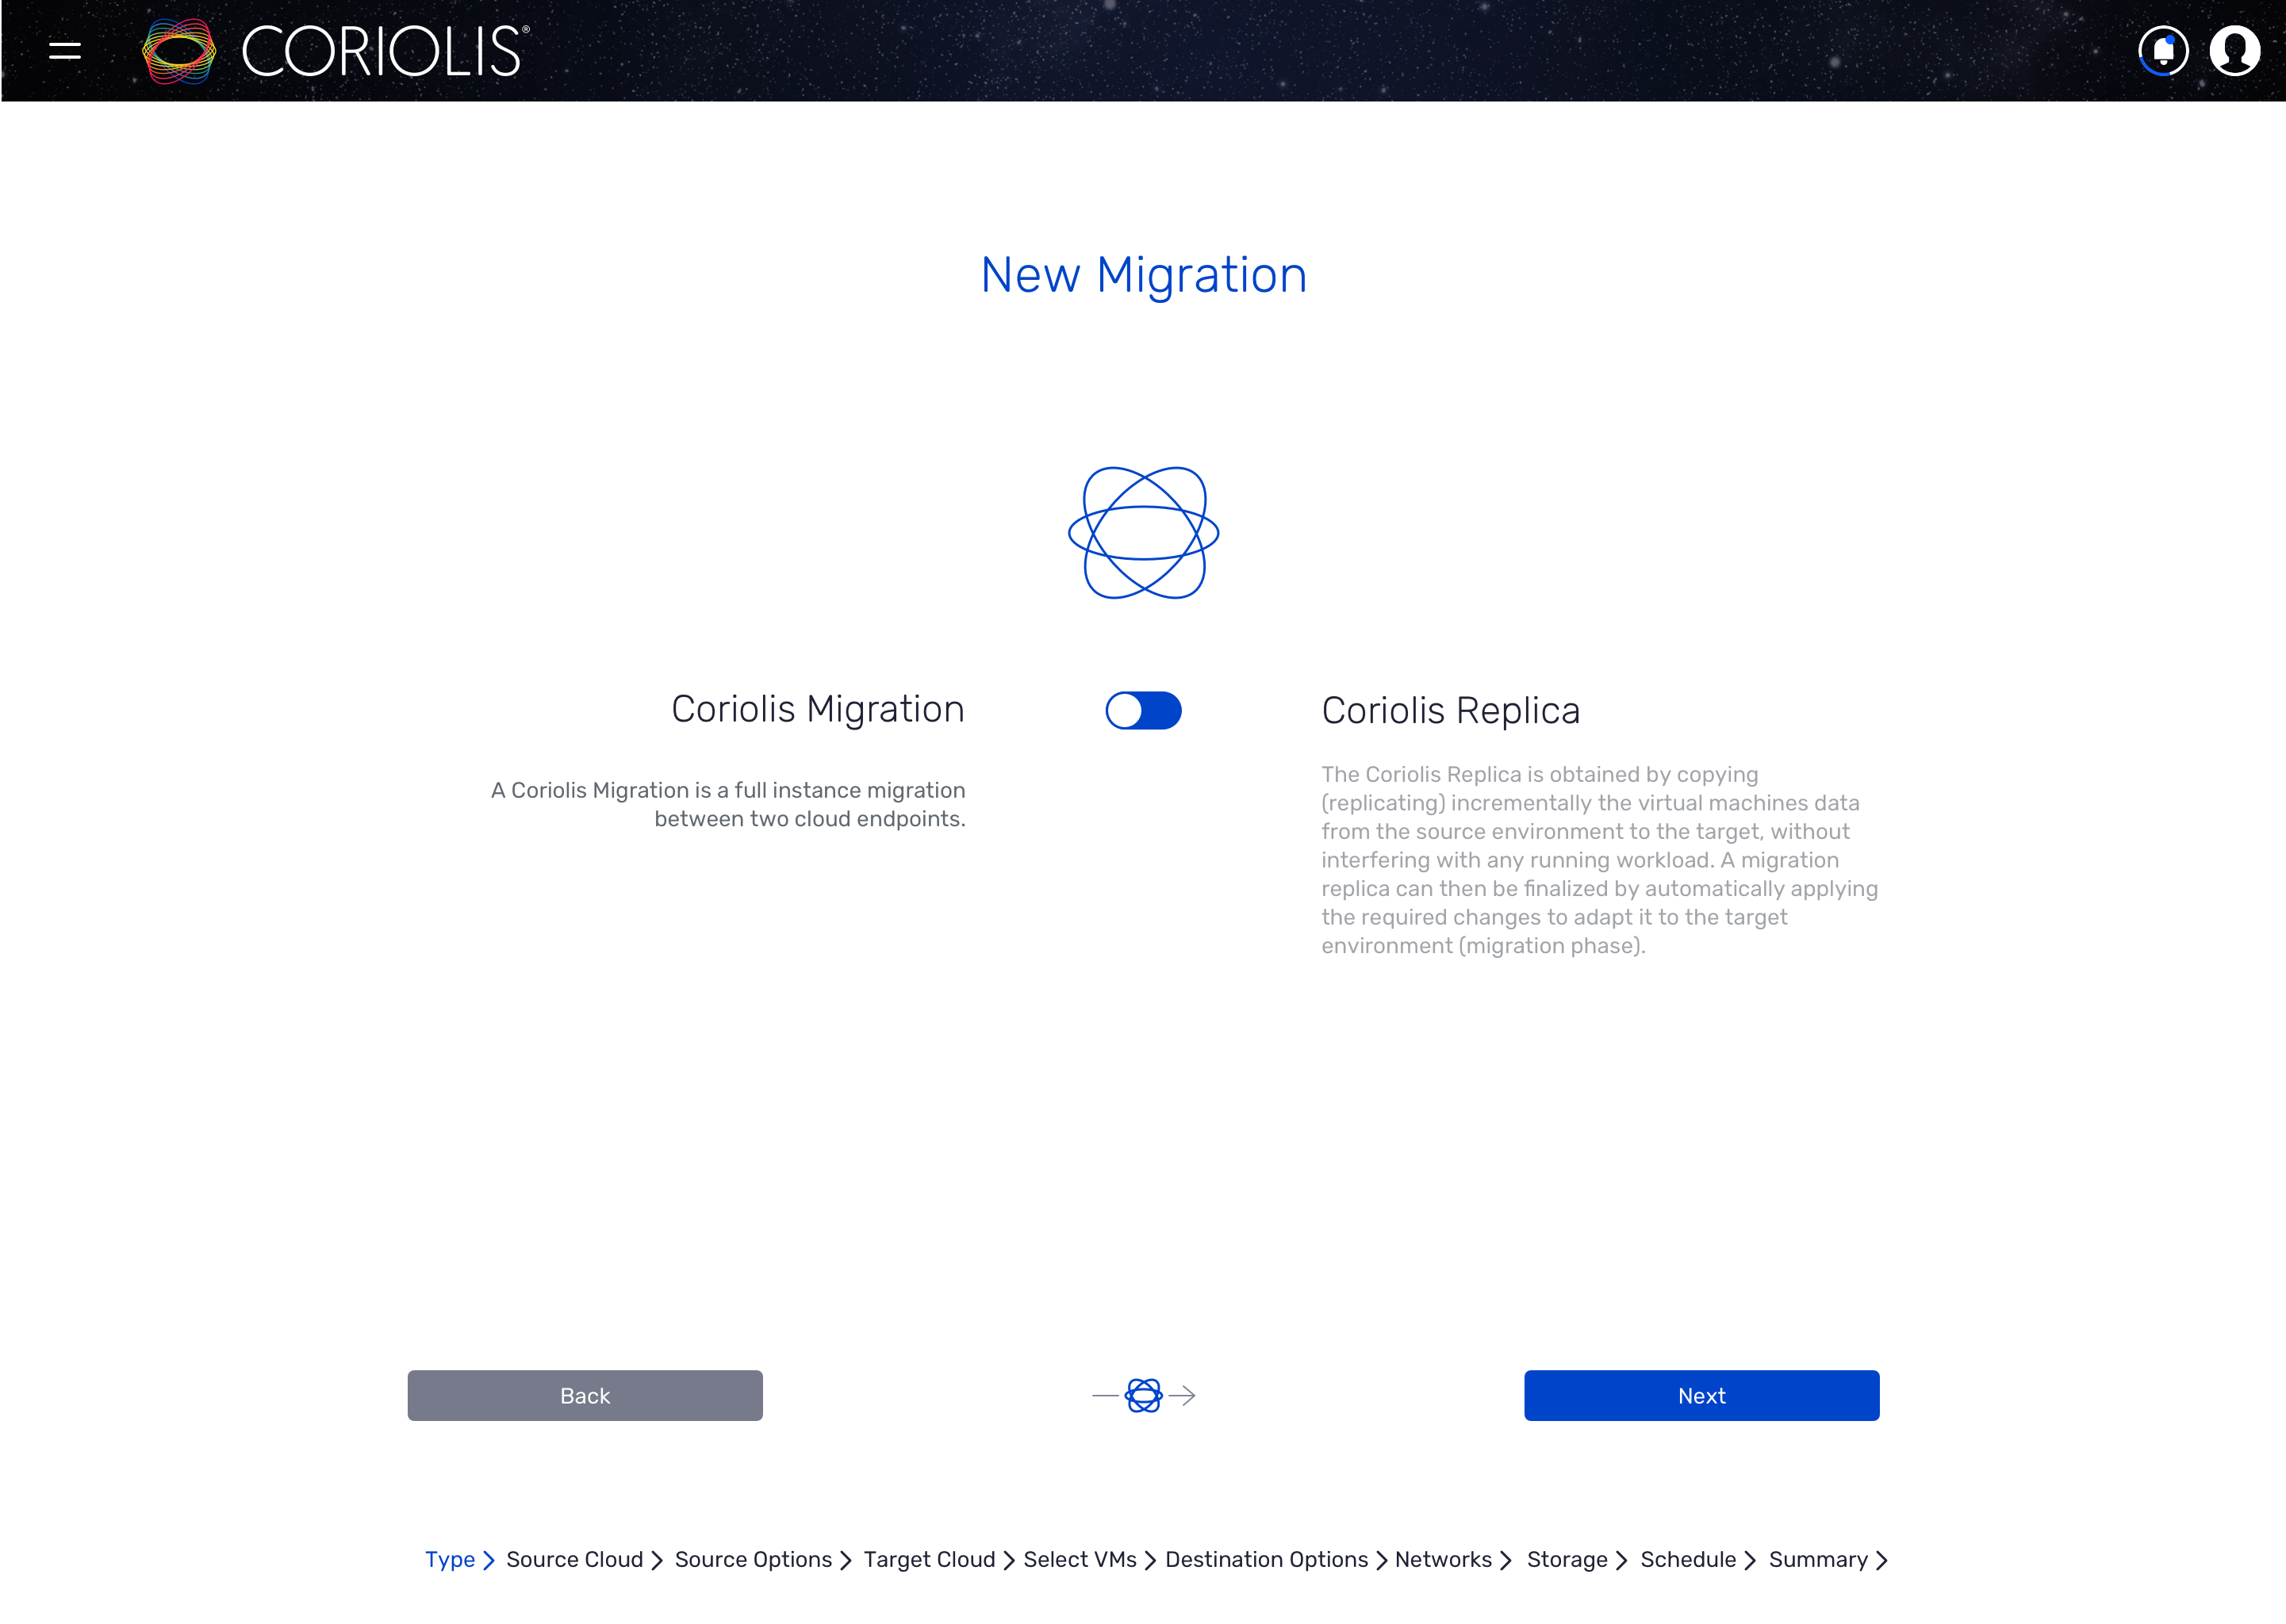 CORIOLIS®
New Migration
Coriolis Migration
A Coriolis Migration is a full instance migration
between two cloud endpoints.
Coriolis Replica
The Coriolis Replica is obtained by copying
(replicating) incrementally the virtual machines data
from the source environment to the target, without
interfering with any running workload. A migration
replica can then be finalized by automatically applying
the required changes to adapt it to the target
environment (migration phase).
Back
Next
Type Source Cloud Source Options Target Cloud Select VMs Destination Options Networks Storage Schedule Summary